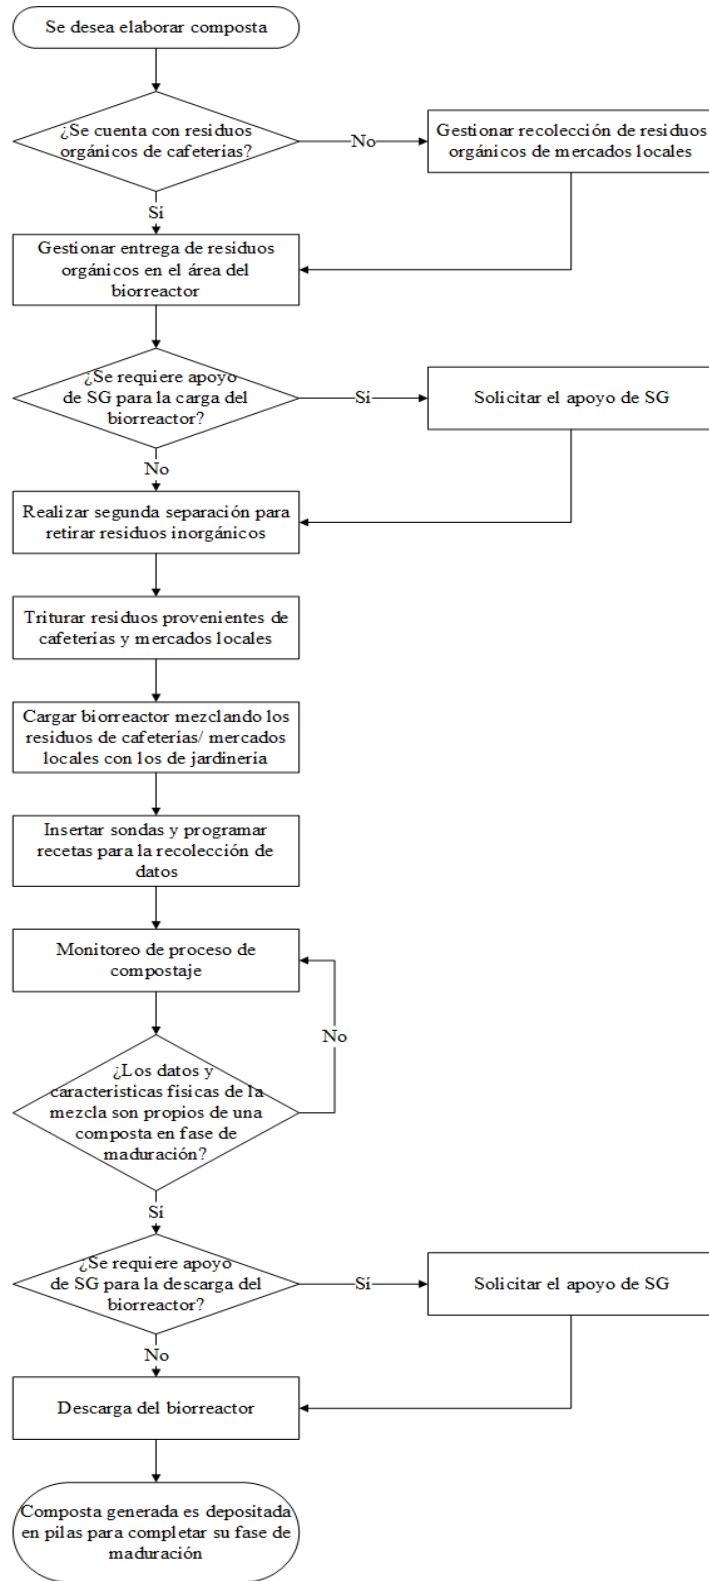 Se desea elaborar composta
¿Se cuenta con residuos
orgánicos de cafeterías?
No
Gestionar recolección de residuos
orgánicos de mercados locales
Sí
Gestionar entrega de residuos
orgánicos en el área del
biorreactor
¿Se requiere apoyo
de SG para la carga del
biorreactor?
Sí
Solicitar el apoyo de SG
No
Realizar segunda separación para
retirar residuos inorgánicos
Triturar residuos provenientes de
cafeterías y mercados locales
Cargar biorreactor mezclando los
residuos de cafeterías/ mercados
locales con los de jardinería
Insertar sondas y programar
recetas para la recolección de
datos
Monitoreo de proceso de
compostaje
No
¿Los datos y
características físicas de la
mezcla son propios de una
composta en fase de
maduración?
Sí
¿Se requiere apoyo
de SG para la descarga del
biorreactor?
Sí
Solicitar el apoyo de SG
No
Descarga del biorreactor
Composta generada es depositada
en pilas para completar su fase de
maduración